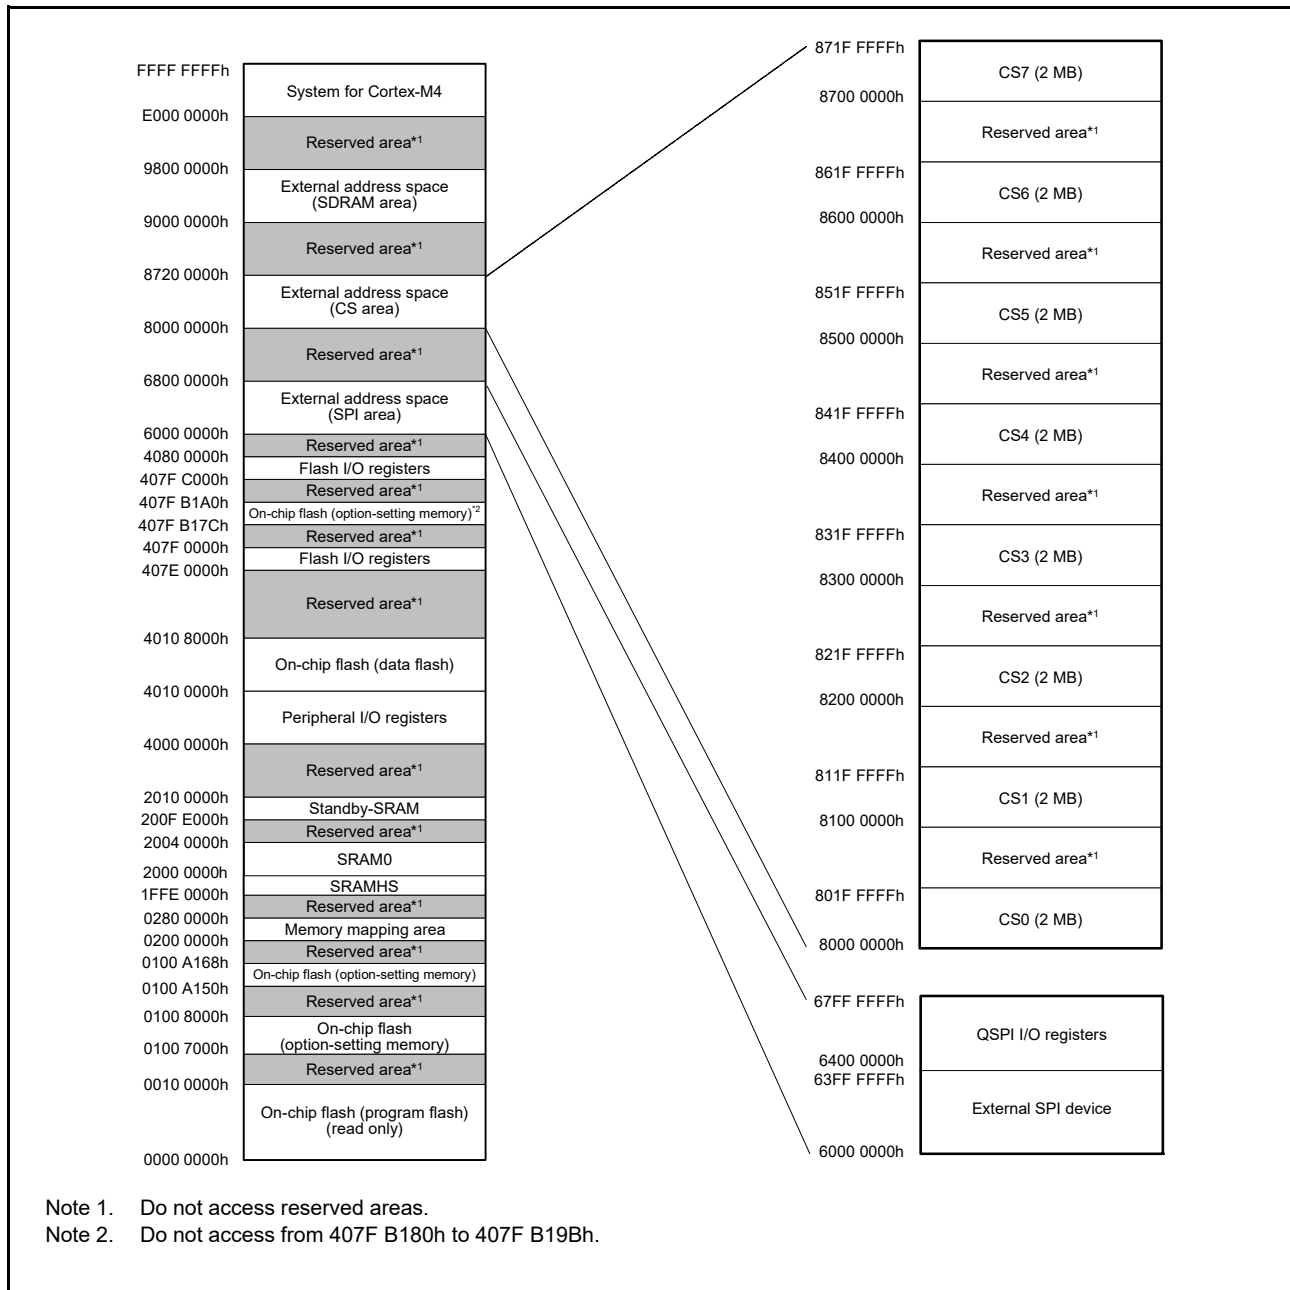 FFFF FFFFh
System for Cortex-M4
E000 0000h
Reserved area*1
9800 0000h
External address space
(SDRAM area)
9000 0000h
Reserved area*1
8720 0000h
External address space
(CS area)
8000 0000h
Reserved area*1
6800 0000h
External address space
(SPI area)
6000 0000h
Reserved area*1
4080 0000h
Flash I/O registers
407F C000h
Reserved area*1
407F B1A0h
On-chip flash (option-setting memory)*2
407F B17Ch
Reserved area*1
407F 0000h
Flash I/O registers
407E 0000h
Reserved area*1
4010 8000h
On-chip flash (data flash)
4010 0000h
Peripheral I/O registers
4000 0000h
Reserved area*1
2010 0000h
Standby-SRAM
200F E000h
Reserved area*1
2004 0000h
SRAM0
2000 0000h
SRAMHS
1FFE 0000h
Reserved area*1
0280 0000h
Memory mapping area
0200 0000h
Reserved area*1
0100 A168h
On-chip flash (option-setting memory)
0100 A150h
Reserved area*1
0100 8000h
On-chip flash
(option-setting memory)
0100 7000h
Reserved area*1
0010 0000h
On-chip flash (program flash)
(read only)
0000 0000h
871F FFFFh
CS7 (2 MB)
8700 0000h
Reserved area*1
861F FFFFh
CS6 (2 MB)
8600 0000h
Reserved area*1
851F FFFFh
CS5 (2 MB)
8500 0000h
Reserved area*1
841F FFFFh
CS4 (2 MB)
8400 0000h
Reserved area*1
831F FFFFh
CS3 (2 MB)
8300 0000h
Reserved area*1
821F FFFFh
CS2 (2 MB)
8200 0000h
Reserved area*1
811F FFFFh
CS1 (2 MB)
8100 0000h
Reserved area*1
801F FFFFh
CS0 (2 MB)
8000 0000h
67FF FFFFh
QSPI I/O registers
6400 0000h
63FF FFFFh
External SPI device
6000 0000h
Note 1. Do not access reserved areas.
Note 2. Do not access from 407F B180h to 407F B19Bh.